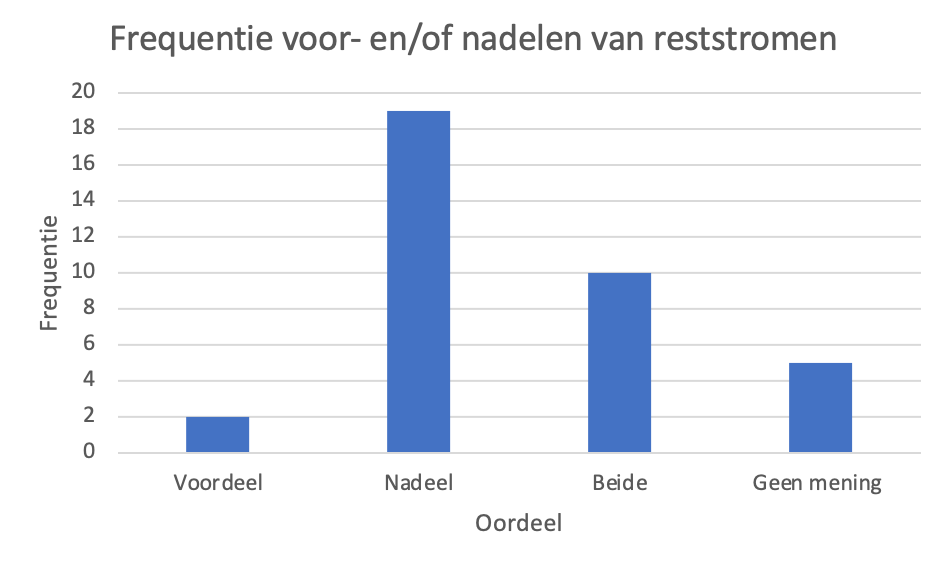 Frequentie voor- en/of nadelen van reststromen
20
18
16
14
12
10
8
6
4
2
0
Frequentie
Voordeel
Nadeel
Beide
Geen mening
Oordeel